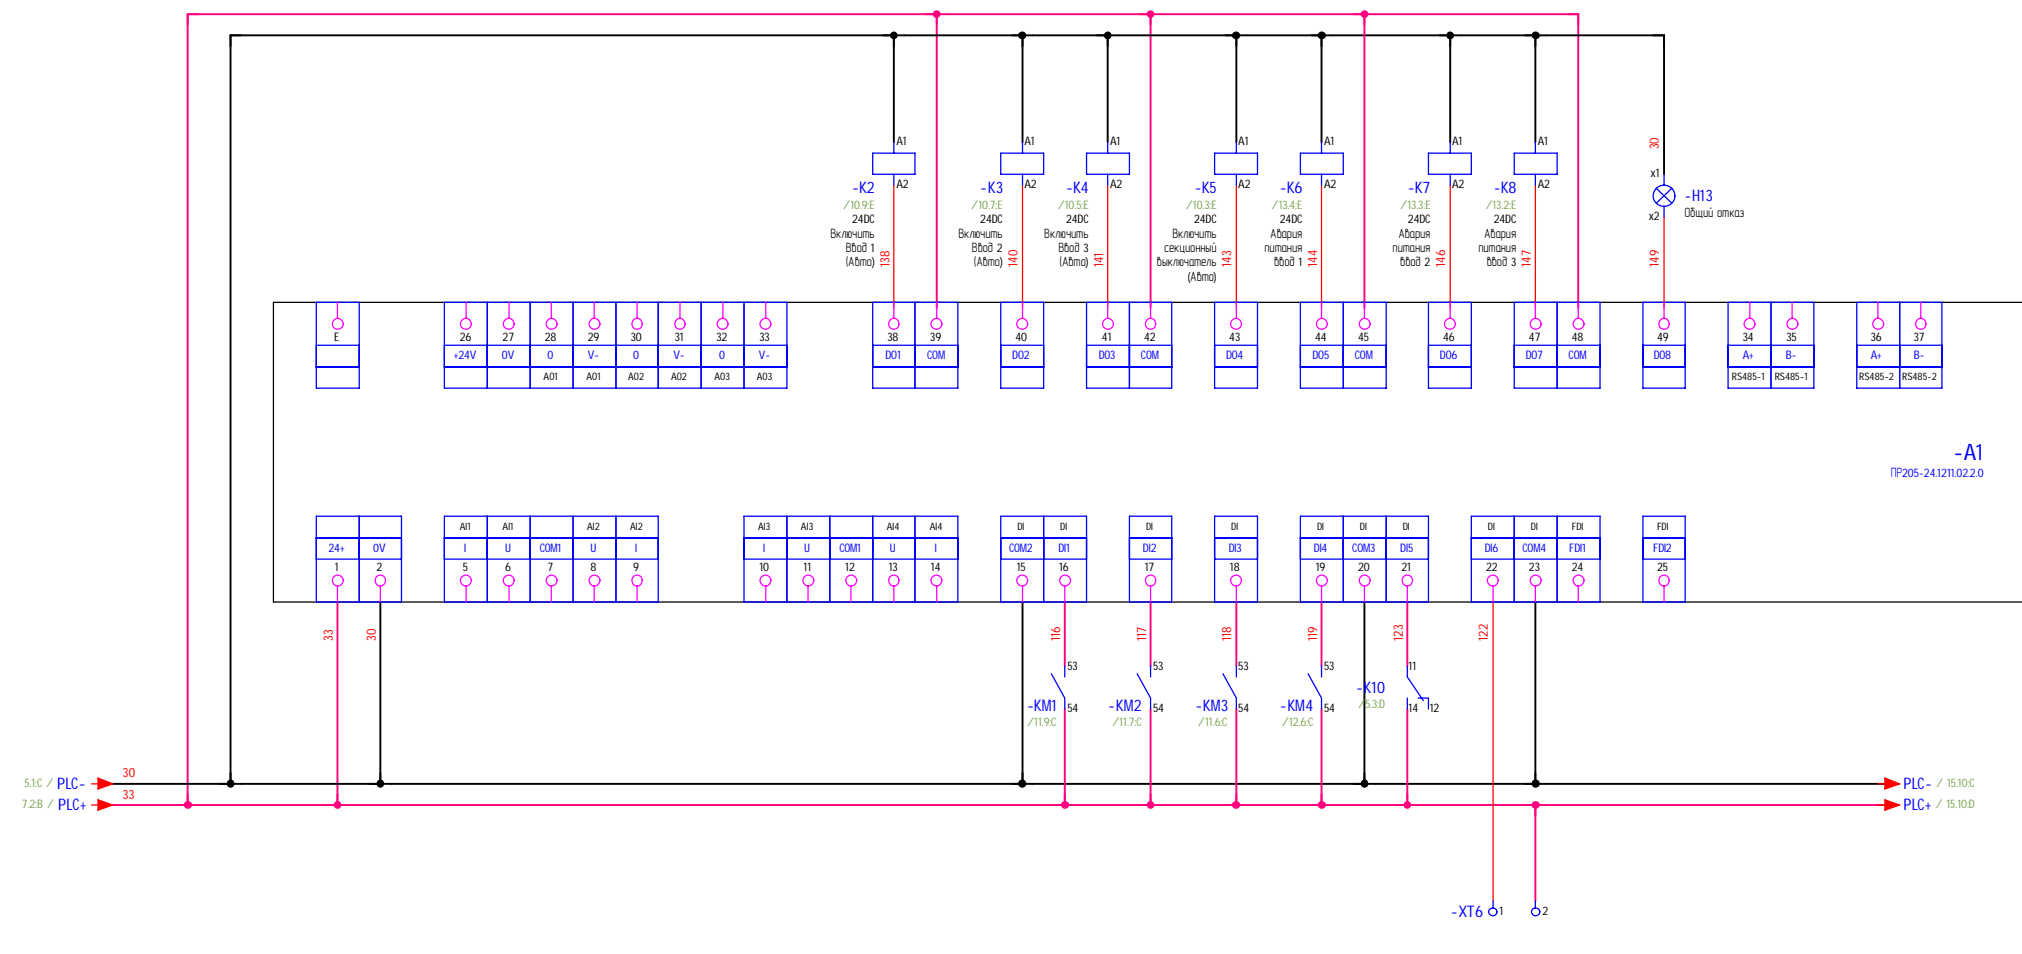 A1 A1 A1 A1 A1 A1 A1 30
-K2 A2 -K3 A2 -K4 A2 -K5 A2 -K6 A2 -K7 A2 -K8 A2 x1 -H13
/10.9:E /10.7:E /10.5:E /10.3:E /13.4:E /13.3:E /13.2:E x2 Общий отказ
24DC 24DC 24DC 24DC 24DC 24DC 24DC
Включить Включить Включить Включить Авария Авария Авария
Ввод 1 Ввод 2 Ввод 3 секционный питания питания питания
(Авто) (Авто) (Авто) выключатель ввод 1 ввод 2 ввод 3
(Авто)
138 140 141 143 144 146 147 149
E 26 27 28 29 30 31 32 33 38 39 40 41 42 43 44 45 46 47 48 49 34 35 36 37
+24V 0V 0 V- 0 V- 0 V- DO1 COM DO2 DO3 COM DO4 DO5 COM DO6 DO7 COM DO8 A+ B- A+ B-
AO1 AO1 AO2 AO2 AO3 AO3 RS485-1 RS485-1 RS485-2 RS485-2
-A1
ПР205-24.1211.02.2.0
AI1 AI1 AI2 AI2 AI3 AI3 AI4 AI4 DI DI DI DI DI DI DI DI DI FDI FDI
24+ 0V I U COM1 U I I U COM1 U I COM2 DI1 DI2 DI3 DI4 COM3 DI5 DI6 COM4 FDI1 FDI2
1 2 5 6 7 8 9 10 11 12 13 14 15 16 17 18 19 20 21 22 23 24 25
33 30 116 117 118 119 123 122
53 53 53 53 11
-KM1 54 -KM2 54 -KM3 54 -KM4 54 -K10 14 12
/11.9:C /11.7:C /11.6:C /12.6:C /5.3:D
5.1:C / PLC- 30 PLC- / 15.10:C
7.2:B / PLC+ 33 PLC+ / 15.10:D
-XT6 1 2